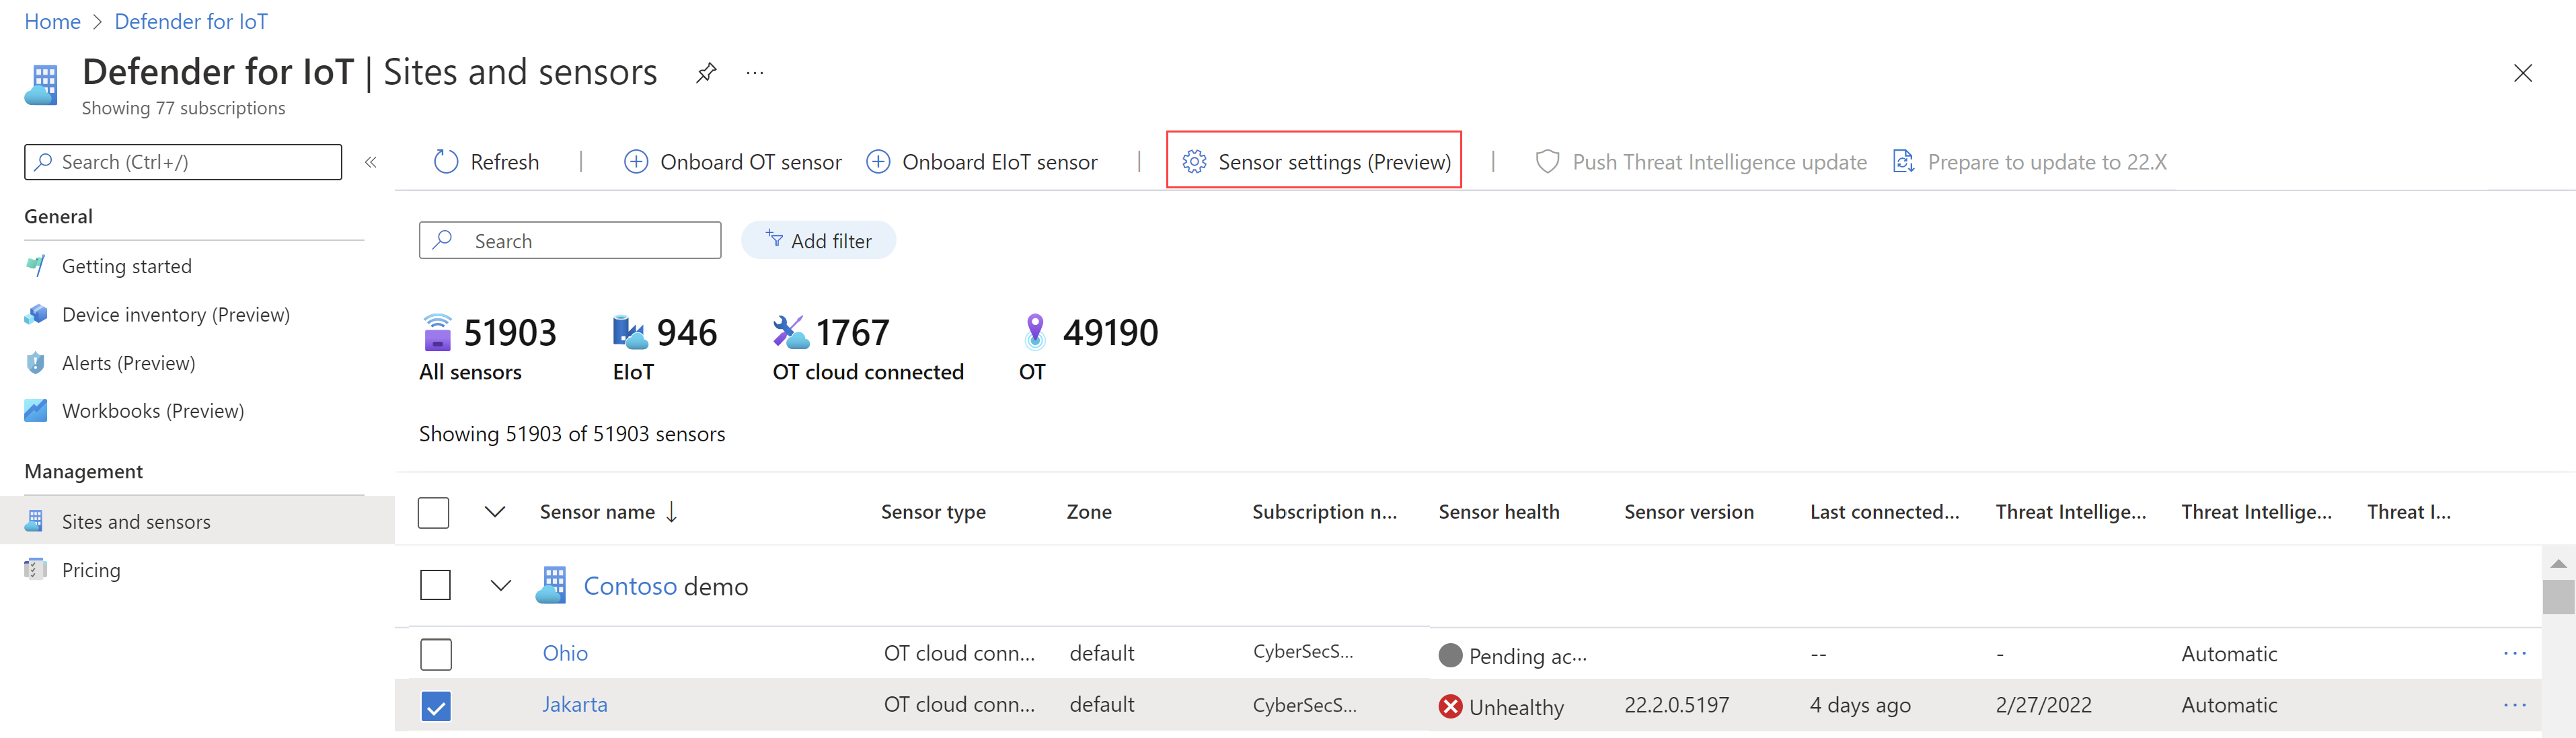 Home > Defender for IoT
Defender for IoT | Sites and sensors ...
Showing 77 subscriptions
Search (Ctrl+/) «
Refresh | Onboard OT sensor Onboard EIoT sensor | Sensor settings (Preview) | Push Threat Intelligence update Prepare to update to 22.X
General
Getting started
Device inventory (Preview)
Alerts (Preview)
Workbooks (Preview)
Management
Sites and sensors
Pricing
Search Add filter
51903 946 1767 49190
All sensors EIoT OT cloud connected OT
Showing 51903 of 51903 sensors
Sensor name ↓ Sensor type Zone Subscription n... Sensor health Sensor version Last connected... Threat Intellige... Threat Intellige... Threat I...
Contoso demo
Ohio OT cloud conn... default CyberSecS... Pending ac... -- - Automatic ...
Jakarta OT cloud conn... default CyberSecS... Unhealthy 22.2.0.5197 4 days ago 2/27/2022 Automatic ...